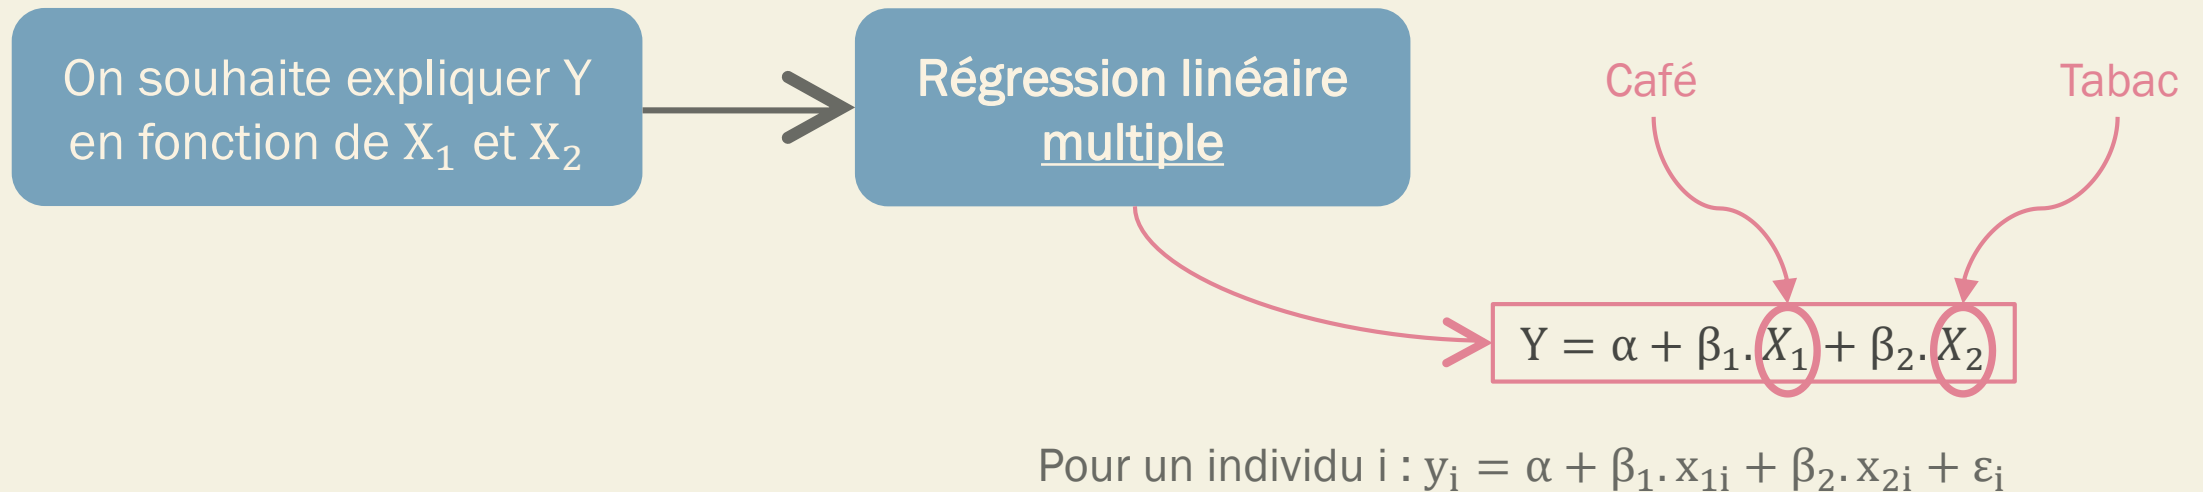 On souhaite expliquer Y
en fonction de X₁ et X₂
Régression linéaire
multiple
Café
Tabac
Y = α + β₁. X₁ + β₂. X₂
Pour un individu i : yᵢ = α + β₁. x₁ᵢ + β₂. x₂ᵢ + εᵢ